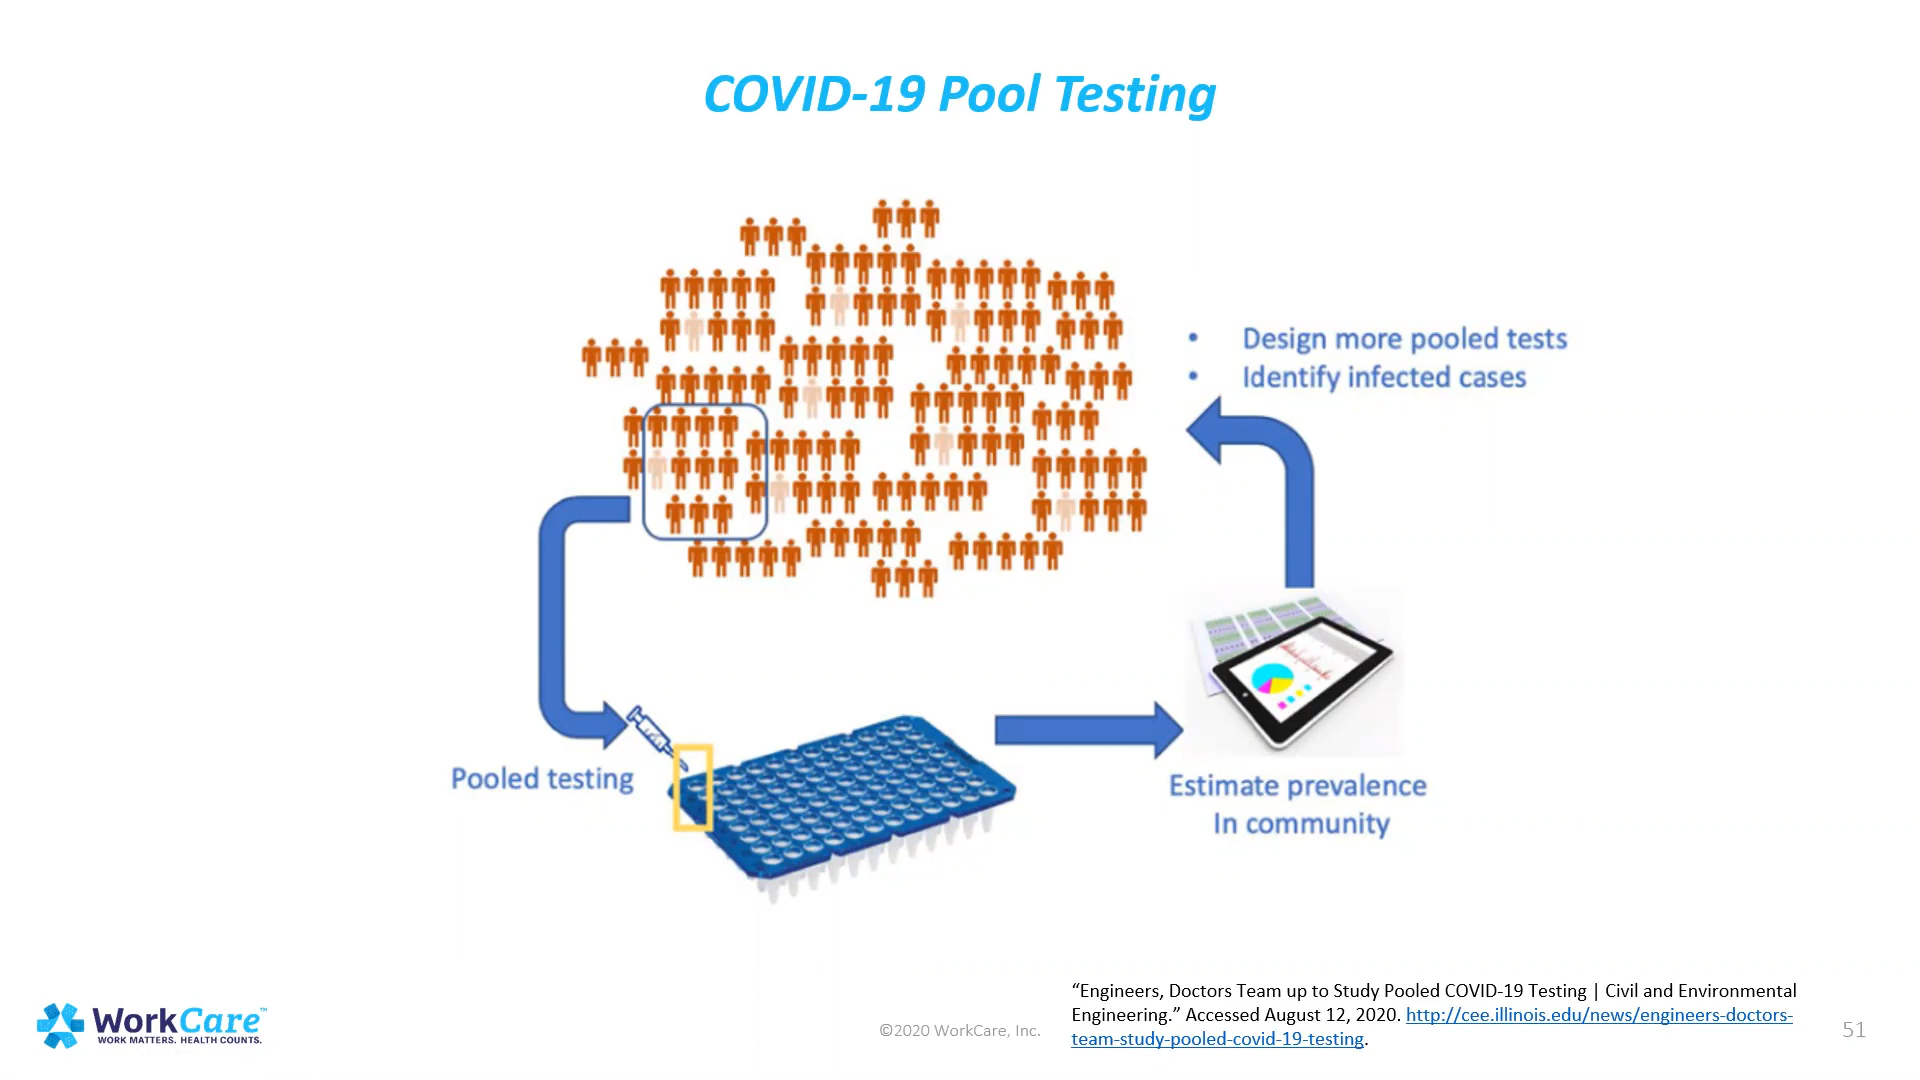 COVID-19 Pool Testing
• Design more pooled tests
• Identify infected cases
Pooled testing
Estimate prevalence
In community
WorkCare™
WORK MATTERS. HEALTH COUNTS.
©2020 WorkCare, Inc.
“Engineers, Doctors Team up to Study Pooled COVID-19 Testing | Civil and Environmental
Engineering.” Accessed August 12, 2020. http://cee.illinois.edu/news/engineers-doctors-
team-study-pooled-covid-19-testing.
51